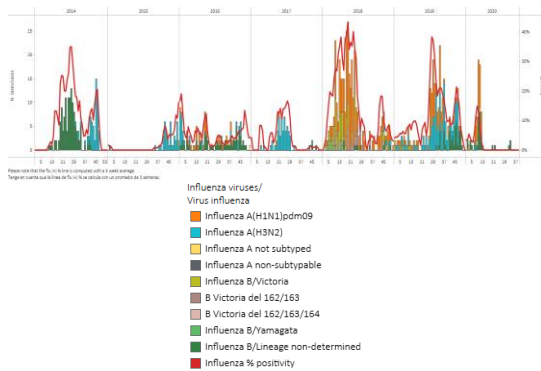 2014 2015 2016 2017 2018 2019 2020
25 40%
20 30%
15
10 20%
5 10%
0 0%
Please note that the flu (+) % line is computed with a 3 week average
Tenga en cuenta que la línea de flu (+) % se calcula con un promedio de 3 semanas.
Influenza viruses/
Virus influenza
Influenza A(H1N1)pdm09
Influenza A(H3N2)
Influenza A not subtyped
Influenza A non-subtypable
Influenza B/Victoria
B Victoria del 162/163
B Victoria del 162/163/164
Influenza B/Yamagata
Influenza B/Lineage non-determined
Influenza % positivity